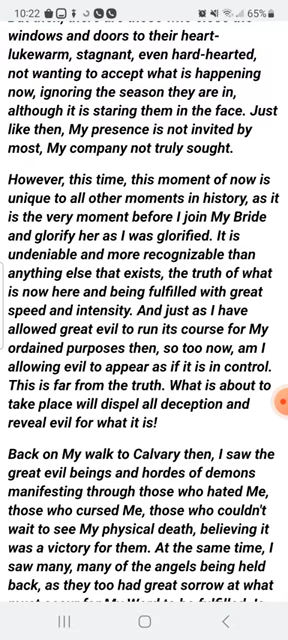 10:22
65%
windows and doors to their heart-
lukewarm, stagnant, even hard-hearted,
not wanting to accept what is happening
now, ignoring the season they are in,
although it is staring them in the face. Just
like then, My presence is not invited by
most, My company not truly sought.
However, this time, this moment of now is
unique to all other moments in history, as it
is the very moment before I join My Bride
and glorify her as I was glorified. It is
undeniable and more recognizable than
anything else that exists, the truth of what
is now here and being fulfilled with great
speed and intensity. And just as I have
allowed great evil to run its course for My
ordained purposes then, so too now, am I
allowing evil to appear as if it is in control.
This is far from the truth. What is about to
take place will dispel all deception and
reveal evil for what it is!
Back on My walk to Calvary then, I saw the
great evil beings and hordes of demons
manifesting through those who hated Me,
those who cursed Me, those who couldn't
wait to see My physical death, believing it
was a victory for them. At the same time, I
saw many, many of the angels being held
back, as they too had great sorrow at what